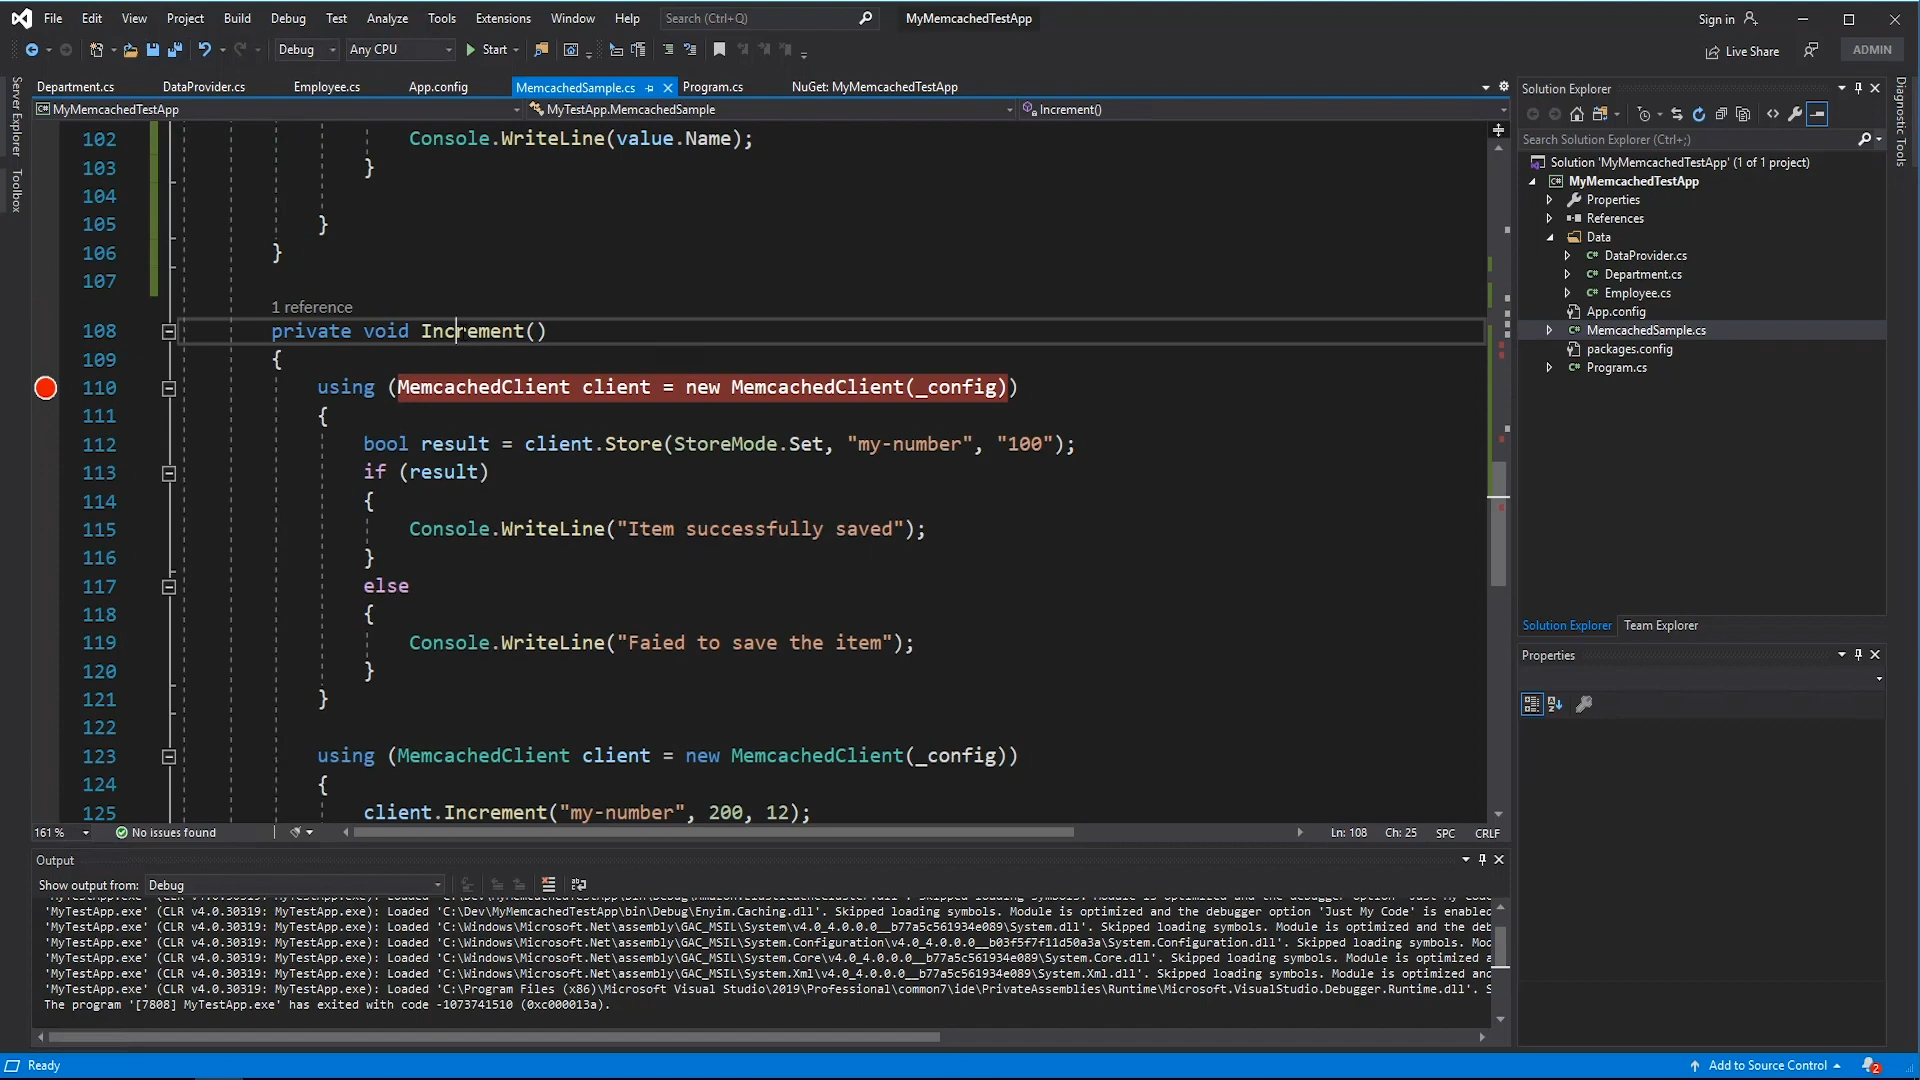 File Edit View Project Build Debug Test Analyze Tools Extensions Window Help Search (Ctrl+Q) MyMemcachedTestApp Sign in
Debug Any CPU Start Live Share ADMIN
Server Explorer
Toolbox
Department.cs DataProvider.cs Employee.cs App.config MemcachedSample.cs Program.cs NuGet: MyMemcachedTestApp
MyMemcachedTestApp MyTestApp.MemcachedSample Increment()
102 Console.WriteLine(value.Name);
103 }
104
105 }
106 }
107
1 reference
108 private void Increment()
109 {
110 using (MemcachedClient client = new MemcachedClient(_config))
111 {
112 bool result = client.Store(StoreMode.Set, "my-number", "100");
113 if (result)
114 {
115 Console.WriteLine("Item successfully saved");
116 }
117 else
118 {
119 Console.WriteLine("Faied to save the item");
120 }
121 }
122
123 using (MemcachedClient client = new MemcachedClient(_config))
124 {
125 client.Increment("my-number", 200, 12);
161 % No issues found Ln: 108 Ch: 25 SPC CRLF
Output
Show output from: Debug
'MyTestApp.exe' (CLR v4.0.30319: MyTestApp.exe): Loaded 'C:\Dev\MyMemcachedTestApp\bin\Debug\Enyim.Caching.dll'. Skipped loading symbols. Module is optimized and the debugger option 'Just My Code' is enabled
'MyTestApp.exe' (CLR v4.0.30319: MyTestApp.exe): Loaded 'C:\Windows\Microsoft.Net\assembly\GAC_MSIL\System\v4.0_4.0.0.0__b77a5c561934e089\System.dll'. Skipped loading symbols. Module is optimized and the deb
'MyTestApp.exe' (CLR v4.0.30319: MyTestApp.exe): Loaded 'C:\Windows\Microsoft.Net\assembly\GAC_MSIL\System.Configuration\v4.0_4.0.0.0__b03f5f7f11d50a3a\System.Configuration.dll'. Skipped loading symbols. Mod
'MyTestApp.exe' (CLR v4.0.30319: MyTestApp.exe): Loaded 'C:\Windows\Microsoft.Net\assembly\GAC_MSIL\System.Core\v4.0_4.0.0.0__b77a5c561934e089\System.Core.dll'. Skipped loading symbols. Module is optimized a
'MyTestApp.exe' (CLR v4.0.30319: MyTestApp.exe): Loaded 'C:\Windows\Microsoft.Net\assembly\GAC_MSIL\System.Xml\v4.0_4.0.0.0__b77a5c561934e089\System.Xml.dll'. Skipped loading symbols. Module is optimized and
'MyTestApp.exe' (CLR v4.0.30319: MyTestApp.exe): Loaded 'C:\Program Files (x86)\Microsoft Visual Studio\2019\Professional\common7\ide\PrivateAssemblies\Runtime\Microsoft.VisualStudio.Debugger.Runtime.dll'. S
The program '[7808] MyTestApp.exe' has exited with code -1073741510 (0xc000013a).
Solution Explorer
Search Solution Explorer (Ctrl+;)
Solution 'MyMemcachedTestApp' (1 of 1 project)
MyMemcachedTestApp
Properties
References
Data
DataProvider.cs
Department.cs
Employee.cs
App.config
MemcachedSample.cs
packages.config
Program.cs
Solution Explorer Team Explorer
Properties
Diagnostic Tools
Ready Add to Source Control 2